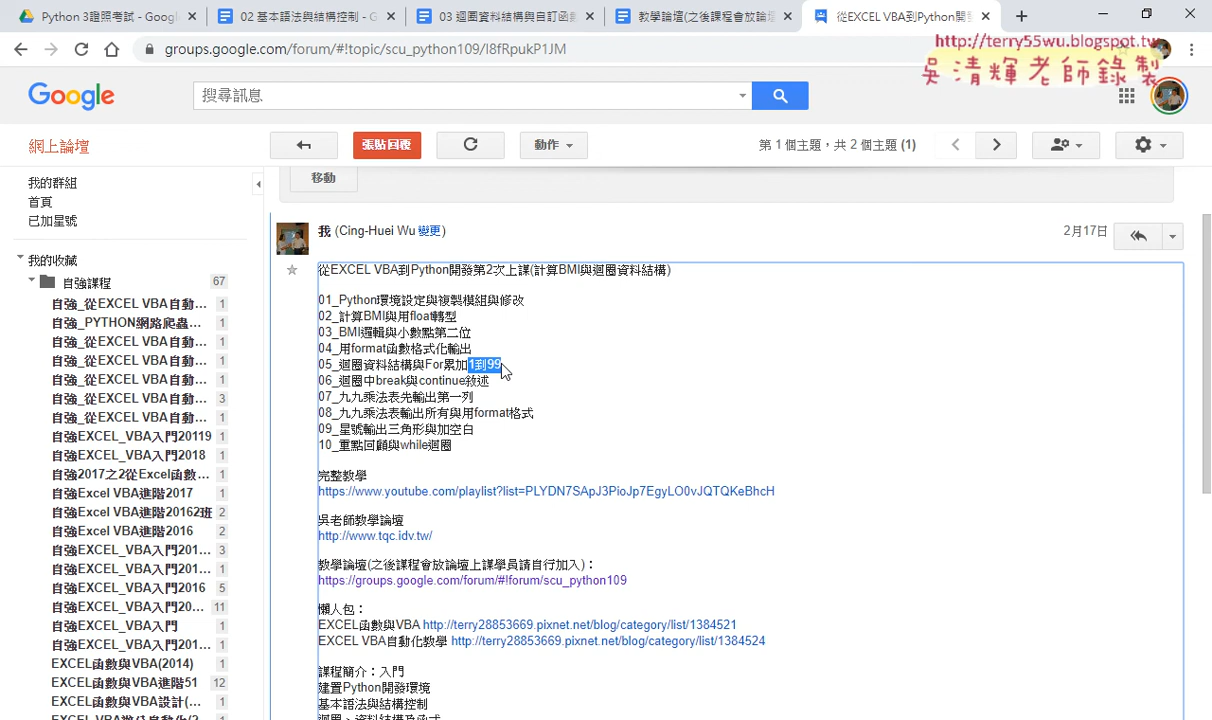 Python 3證照考試 - Goog
02 基本語法與結構控制 - G
03 迴圈資料結構與自訂函
教學論壇(之後課程會放論
從EXCEL VBA到Python開發
groups.google.com/forum/#!topic/scu_python109/I8fRpukP1JM
http://terry55wu.blogspot.tw
吳清輝老師錄製
Google
搜尋訊息
網上論壇
張貼回覆
動作
第 1 個主題，共 2 個主題 (1)
我的群組
首頁
已加星號
我的收藏
自強課程 67
自強_從EXCEL VBA自動... 1
自強_PYTHON網路爬蟲... 1
自強_從EXCEL VBA自動... 1
自強_從EXCEL VBA自動... 1
自強_從EXCEL VBA自動... 3
自強_從EXCEL VBA自動... 1
自強EXCEL_VBA入門20119 1
自強EXCEL_VBA入門2018 1
自強2017之2從Excel函數... 1
自強Excel VBA進階2017 1
自強Excel VBA進階20162班 2
自強Excel VBA進階2016 2
自強EXCEL_VBA入門201... 3
自強EXCEL_VBA入門201... 1
自強EXCEL_VBA入門2016 5
自強EXCEL_VBA入門20... 11
自強EXCEL_VBA入門 1
自強EXCEL_VBA入門201... 1
EXCEL函數與VBA(2014) 1
EXCEL函數與VBA進階51 12
EXCEL函數與VBA設計(... 1
移動
我 (Cing-Huei Wu 變更)
2月17日
從EXCEL VBA到Python開發第2次上課(計算BMI與迴圈資料結構)
01_Python環境設定與複製模組與修改
02_計算BMI與用float轉型
03_BMI邏輯與小數點第二位
04_用format函數格式化輸出
05_迴圈資料結構與For累加1到99
06_迴圈中break與continue敘述
07_九九乘法表先輸出第一列
08_九九乘法表輸出所有與用format格式
09_星號輸出三角形與加空白
10_重點回顧與while迴圈
完整教學
https://www.youtube.com/playlist?list=PLYDN7SApJ3PioJp7EgyLO0vJQTQKeBhcH
吳老師教學論壇
http://www.tqc.idv.tw/
教學論壇(之後課程會放論壇上課學員請自行加入)：
https://groups.google.com/forum/#!forum/scu_python109
懶人包：
EXCEL函數與VBA http://terry28853669.pixnet.net/blog/category/list/1384521
EXCEL VBA自動化教學 http://terry28853669.pixnet.net/blog/category/list/1384524
課程簡介：入門
建置Python開發環境
基本語法與結構控制
迴圈、資料結構及函式